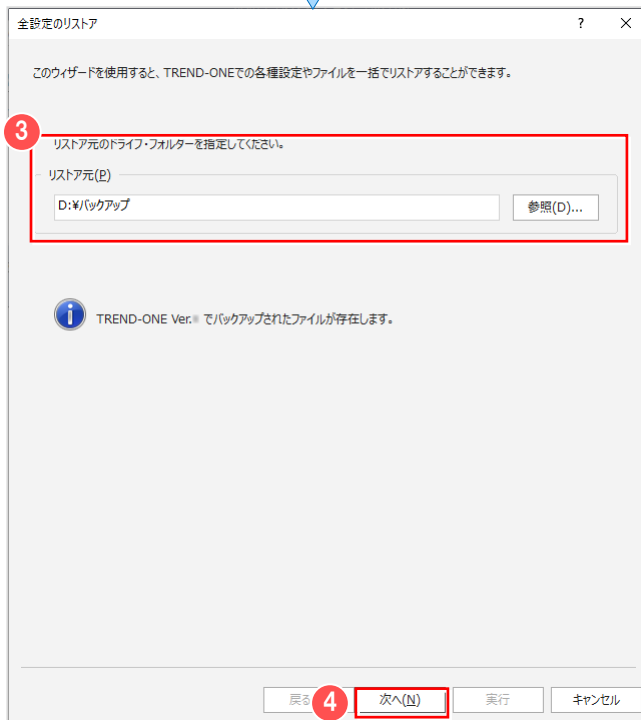 全設定のリストア ? ×
このウィザードを使用すると、TREND-ONEでの各種設定やファイルを一括でリストアすることができます。
3
リストア元のドライブ・フォルダーを指定してください。
リストア元(P)
D:¥バックアップ 参照(D)...
TREND-ONE Ver. でバックアップされたファイルが存在します。
戻る 4 次へ(N) 実行 キャンセル